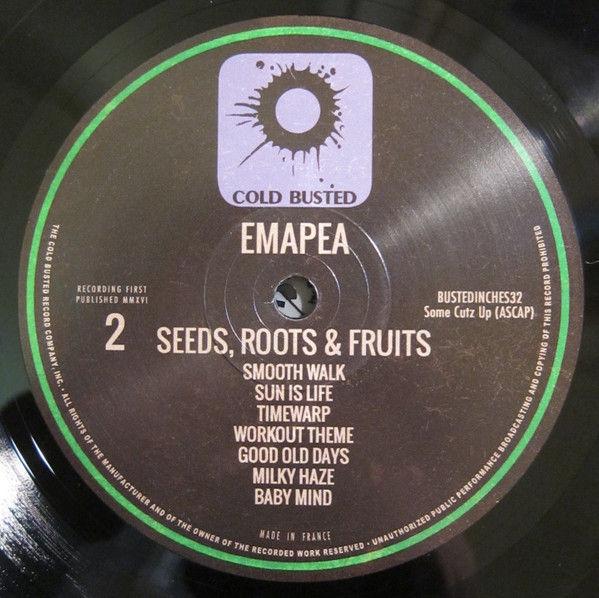 COLD BUSTED
EMAPEA
RECORDING FIRST
PUBLISHED MMXVI
BUSTEDINCHES32
Some Cutz Up (ASCAP)
2
SEEDS, ROOTS & FRUITS
SMOOTH WALK
SUN IS LIFE
TIMEWARP
WORKOUT THEME
GOOD OLD DAYS
MILKY HAZE
BABY MIND
MADE IN FRANCE
THE COLD BUSTED RECORD COMPANY, INC. • ALL RIGHTS OF THE MANUFACTURER AND OF THE OWNER OF THE RECORDED WORK RESERVED • UNAUTHORIZED PUBLIC PERFORMANCE BROADCASTING AND COPYING OF THIS RECORD PROHIBITED